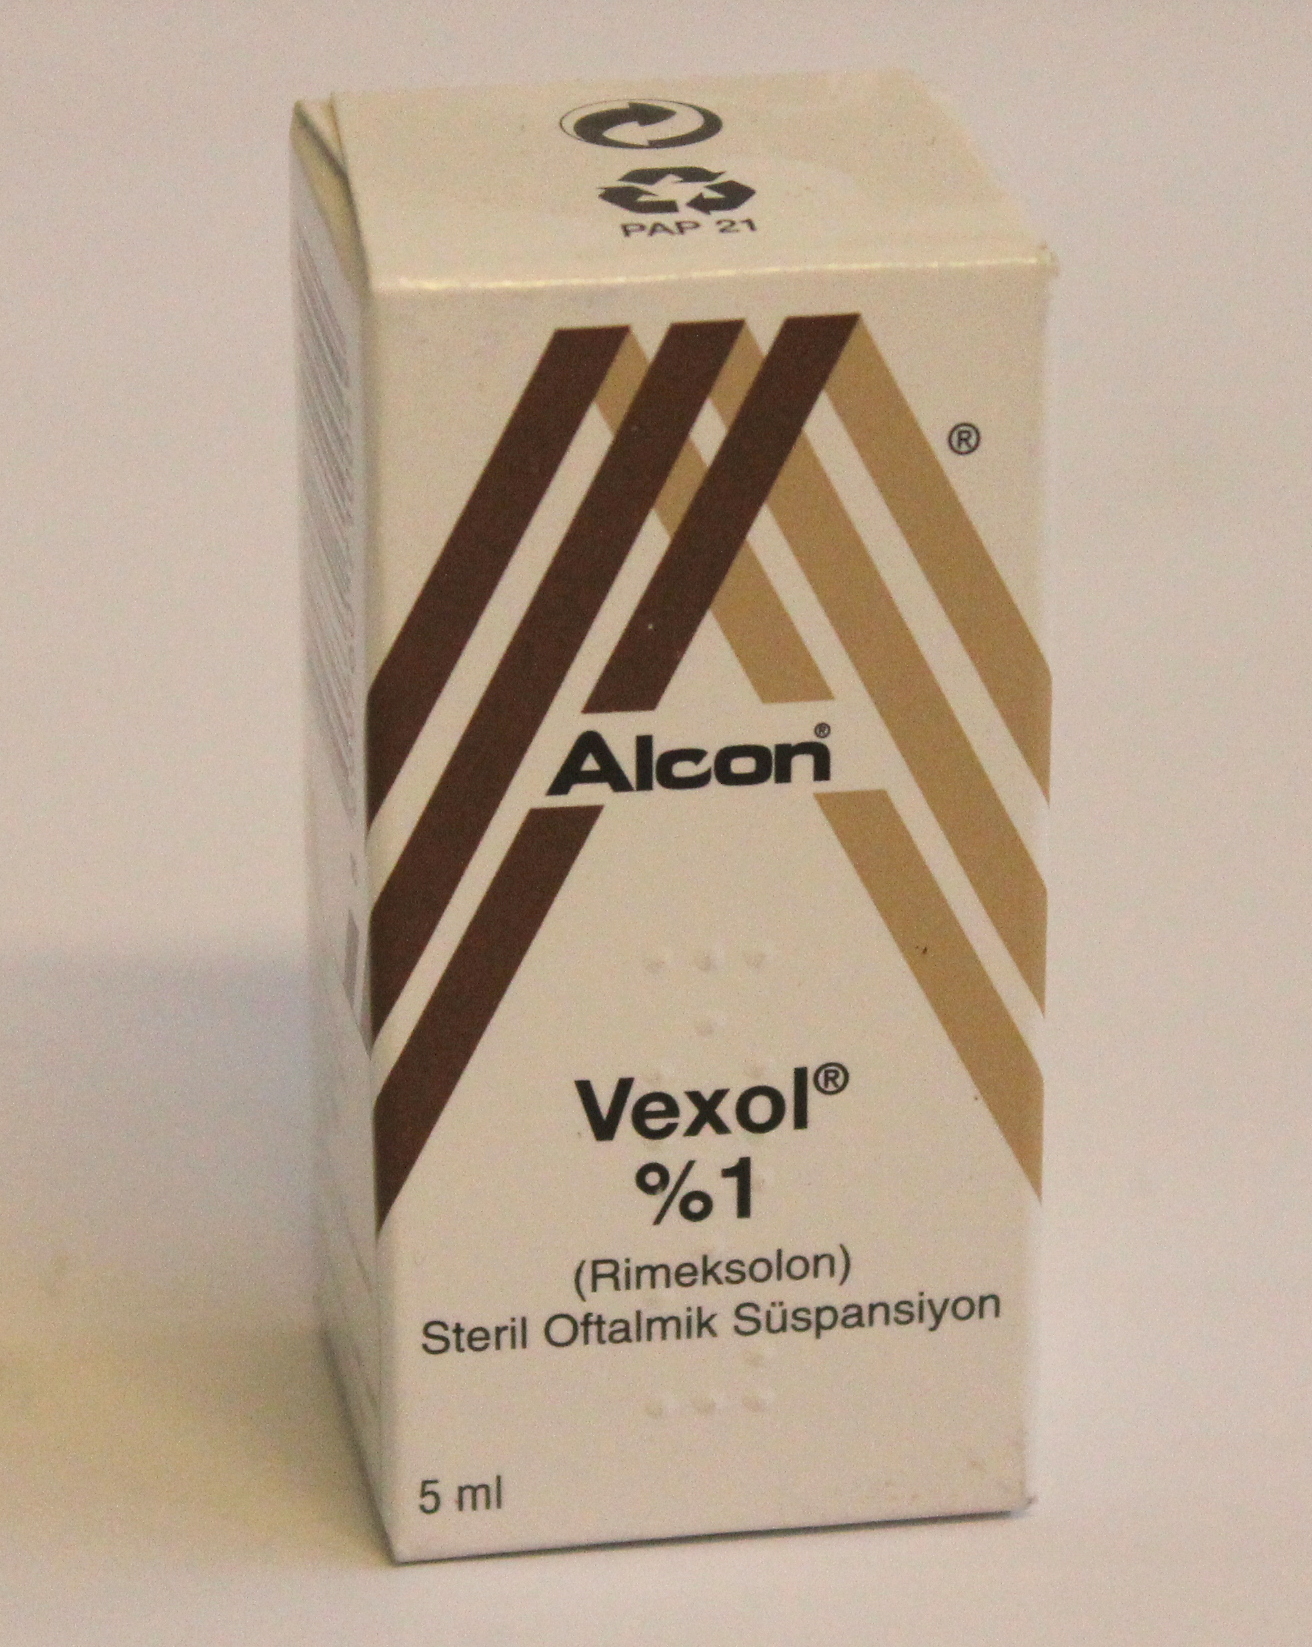 PAP 21
®
Alcon®
Vexol®
%1
(Rimeksolon)
Steril Oftalmik Süspansiyon
5 ml